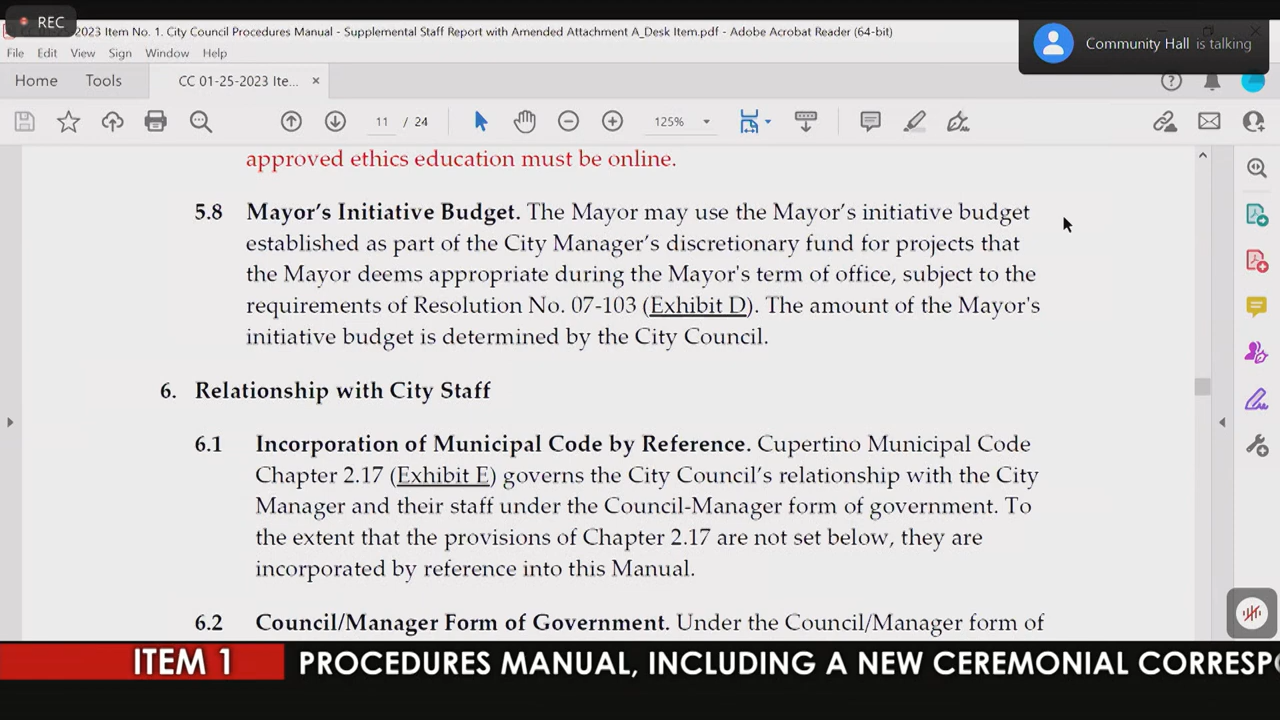 REC
01-25-2023 Item No. 1. City Council Procedures Manual - Supplemental Staff Report with Amended Attachment A_Desk Item.pdf - Adobe Acrobat Reader (64-bit)
Community Hall is talking
File Edit View Sign Window Help
Home Tools CC 01-25-2023 Ite... ×
11 / 24 125%
approved ethics education must be online.
5.8 Mayor's Initiative Budget. The Mayor may use the Mayor's initiative budget
established as part of the City Manager's discretionary fund for projects that
the Mayor deems appropriate during the Mayor's term of office, subject to the
requirements of Resolution No. 07-103 (Exhibit D). The amount of the Mayor's
initiative budget is determined by the City Council.
6. Relationship with City Staff
6.1 Incorporation of Municipal Code by Reference. Cupertino Municipal Code
Chapter 2.17 (Exhibit E) governs the City Council's relationship with the City
Manager and their staff under the Council-Manager form of government. To
the extent that the provisions of Chapter 2.17 are not set below, they are
incorporated by reference into this Manual.
6.2 Council/Manager Form of Government. Under the Council/Manager form of
ITEM 1 PROCEDURES MANUAL, INCLUDING A NEW CEREMONIAL CORRESP